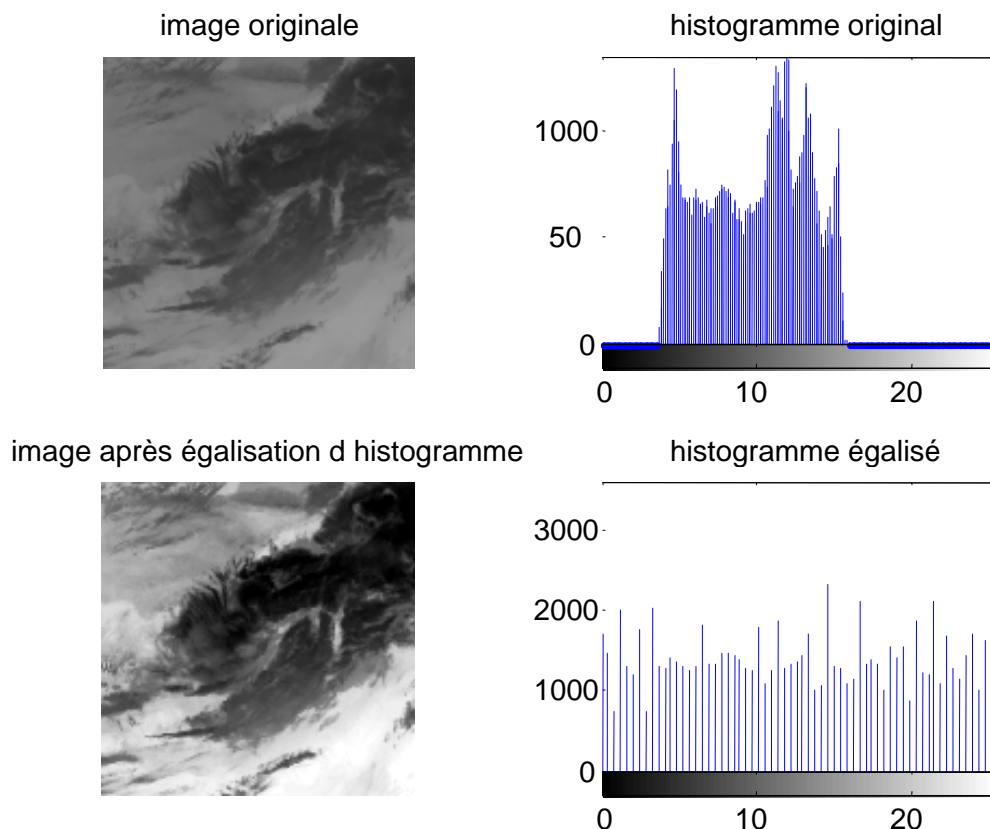 image originale
histogramme original
1000
50
0
0 10 20
image après égalisation d histogramme
histogramme égalisé
3000
2000
1000
0
0 10 20